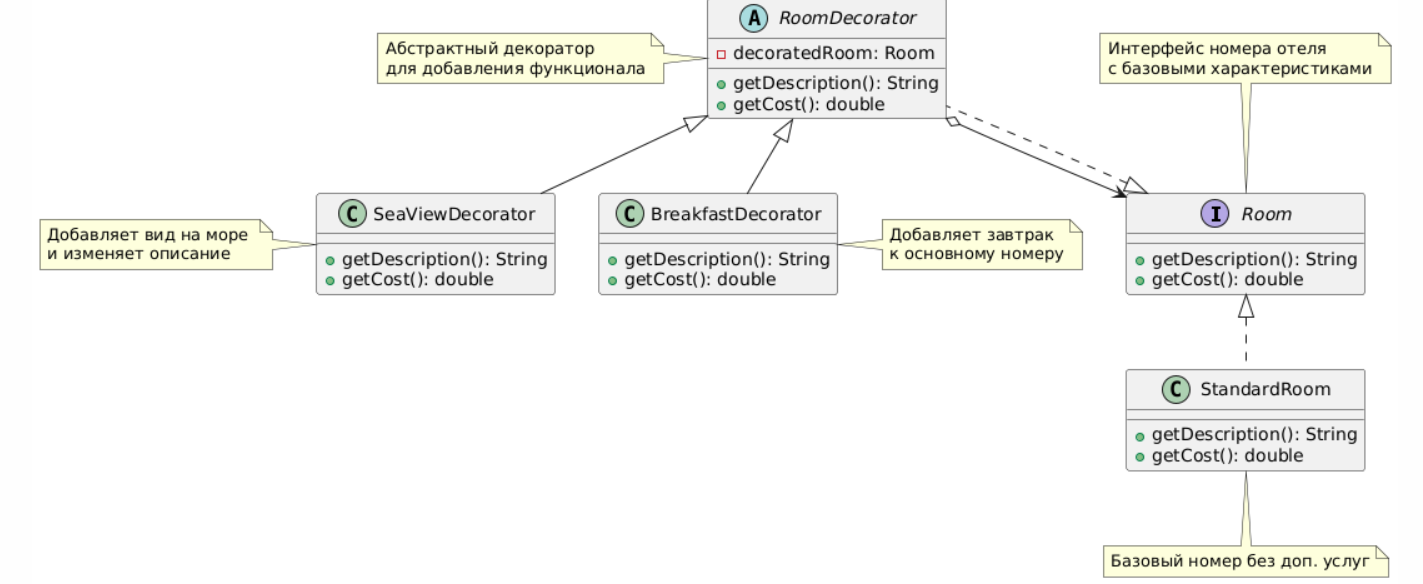 A RoomDecorator
decoratedRoom: Room
getDescription(): String
getCost(): double
Абстрактный декоратор
для добавления функционала
Интерфейс номера отеля
с базовыми характеристиками
Добавляет вид на море
и изменяет описание
C SeaViewDecorator
getDescription(): String
getCost(): double
C BreakfastDecorator
getDescription(): String
getCost(): double
Добавляет завтрак
к основному номеру
I Room
getDescription(): String
getCost(): double
C StandardRoom
getDescription(): String
getCost(): double
Базовый номер без доп. услуг